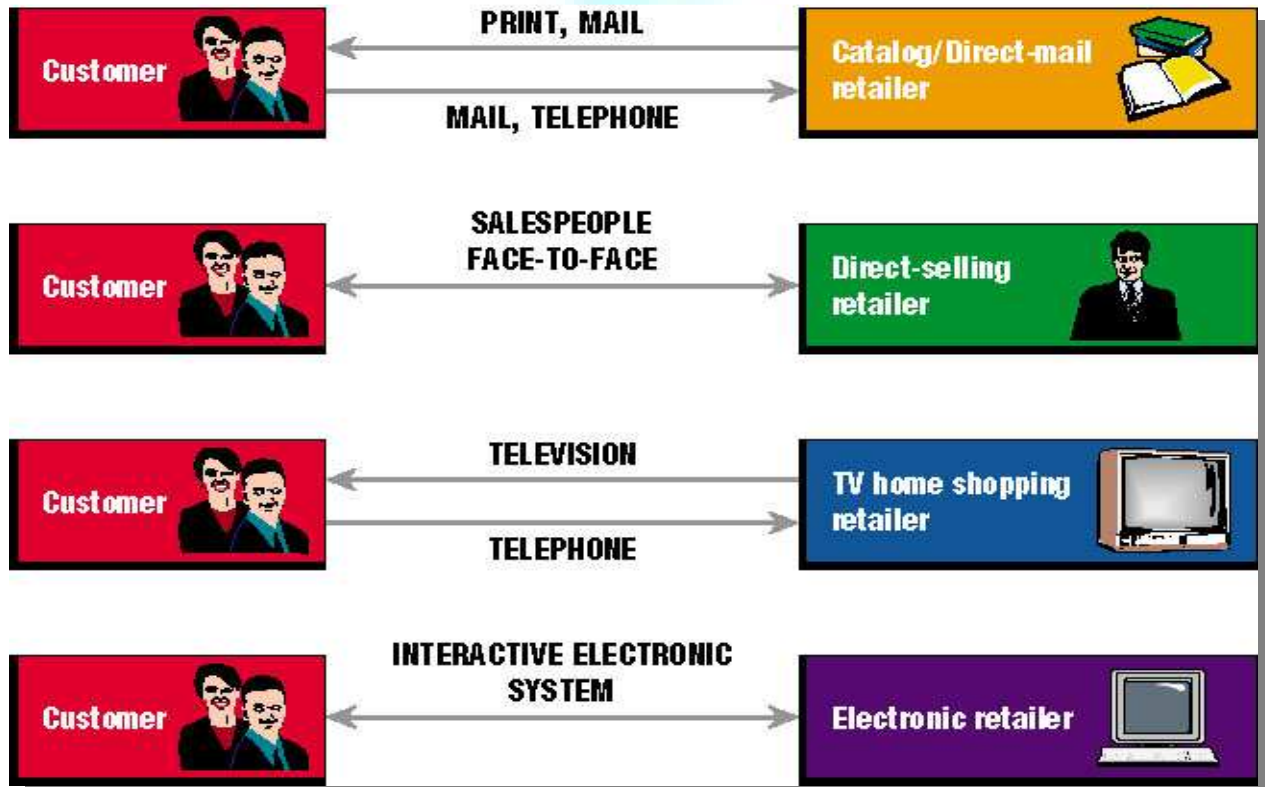 PRINT, MAIL
Customer
Catalog/Direct-mail
retailer
MAIL, TELEPHONE
SALESPEOPLE
FACE-TO-FACE
Customer
Direct-selling
retailer
TELEVISION
Customer
TV home shopping
retailer
TELEPHONE
INTERACTIVE ELECTRONIC
SYSTEM
Customer
Electronic retailer